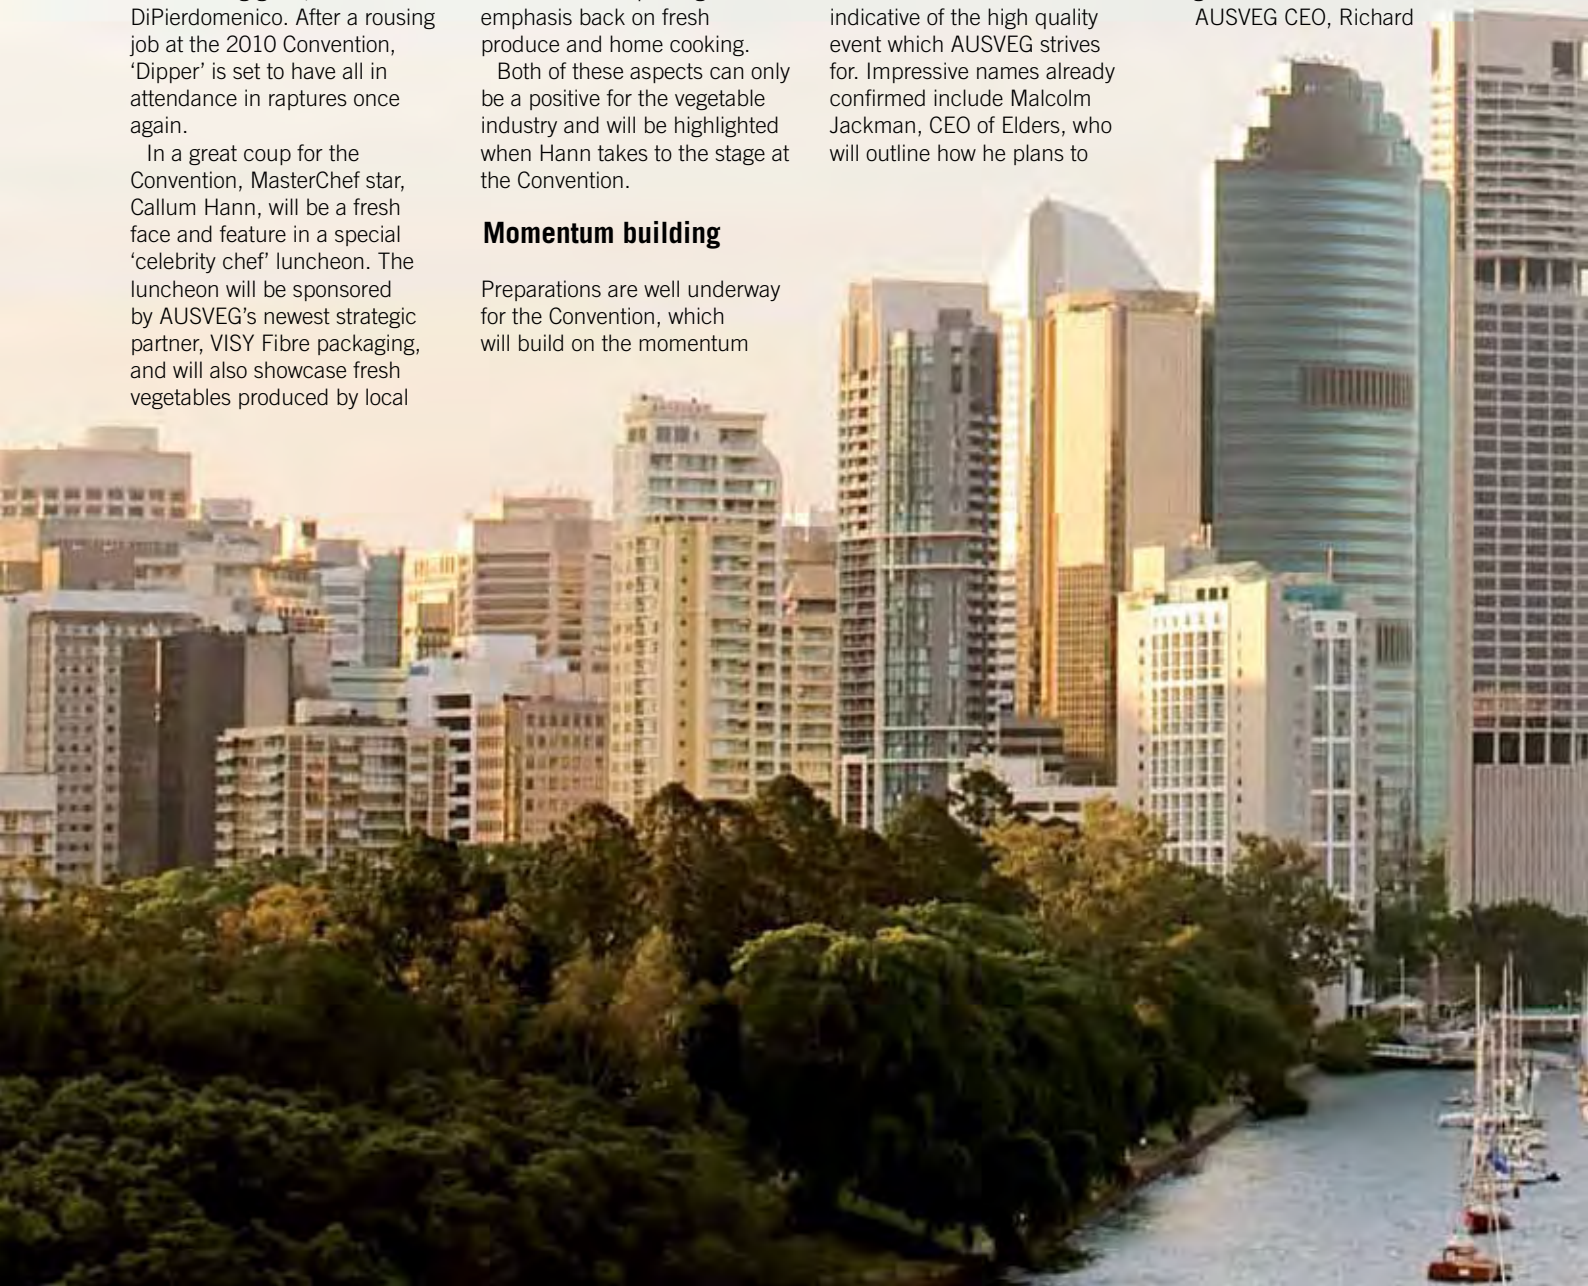 DiPierdomenico. After a rousing
job at the 2010 Convention,
‘Dipper’ is set to have all in
attendance in raptures once
again.
In a great coup for the
Convention, MasterChef star,
Callum Hann, will be a fresh
face and feature in a special
‘celebrity chef’ luncheon. The
luncheon will be sponsored
by AUSVEG’s newest strategic
partner, VISY Fibre packaging,
and will also showcase fresh
vegetables produced by local
emphasis back on fresh
produce and home cooking.
Both of these aspects can only
be a positive for the vegetable
industry and will be highlighted
when Hann takes to the stage at
the Convention.
Momentum building
Preparations are well underway
for the Convention, which
will build on the momentum
indicative of the high quality
event which AUSVEG strives
for. Impressive names already
confirmed include Malcolm
Jackman, CEO of Elders, who
will outline how he plans to
AUSVEG CEO, Richard